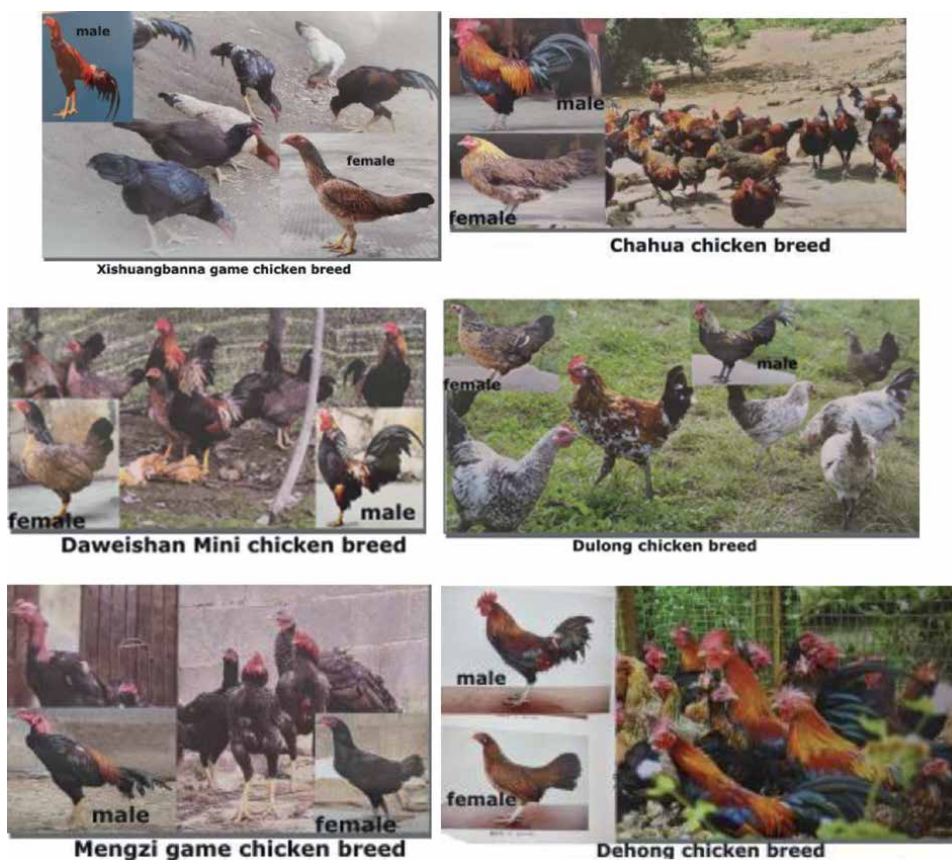 male
female
Xishuangbanna game chicken breed
male
female
Chahua chicken breed
female
male
Daweishan Mini chicken breed
female
male
Dulong chicken breed
male
female
Mengzi game chicken breed
male
female
Dehong chicken breed